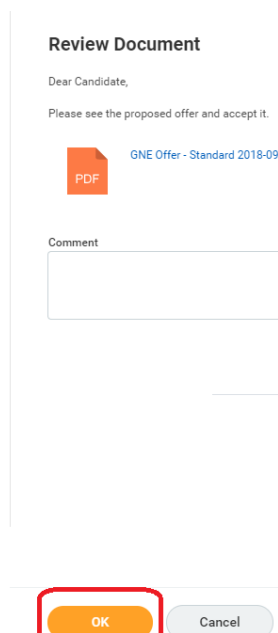 Review Document
Dear Candidate,
Please see the proposed offer and accept it.
GNE Offer - Standard 2018-09
PDF
Comment
OK Cancel